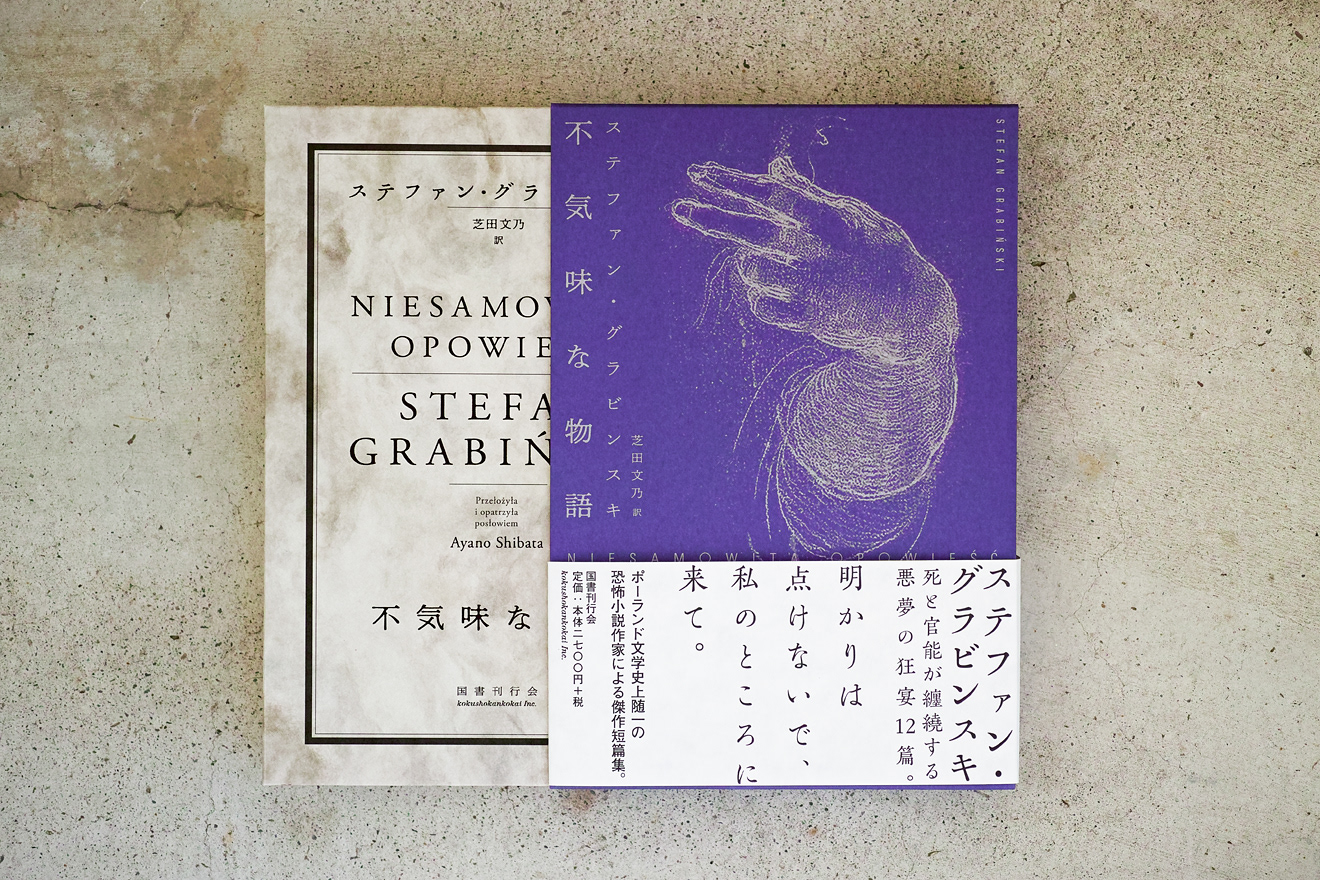 ステファン・グラ
芝田文乃
訳
NIESAMOW
OPOWIE
STEFA
GRABIŃ
Przełożyła
i opatrzyła
posłowiem
Ayano Shibata
不気味な
国書刊行会
kokushokankokai Inc.
STEFAN GRABIŃSKI
ステファン・グラビンスキ
芝田文乃 訳
不気味な物語
NIESAMOWITA OPOWIEŚĆ
ステファン・
グラビンスキ
死と官能が纏繞する
悪夢の狂宴12篇。
明かりは
点けないで、
私のところに
来て。
ポーランド文学史上随一の
恐怖小説作家による傑作短篇集。
国書刊行会
定価：本体二七〇〇円＋税
kokushokankokai Inc.